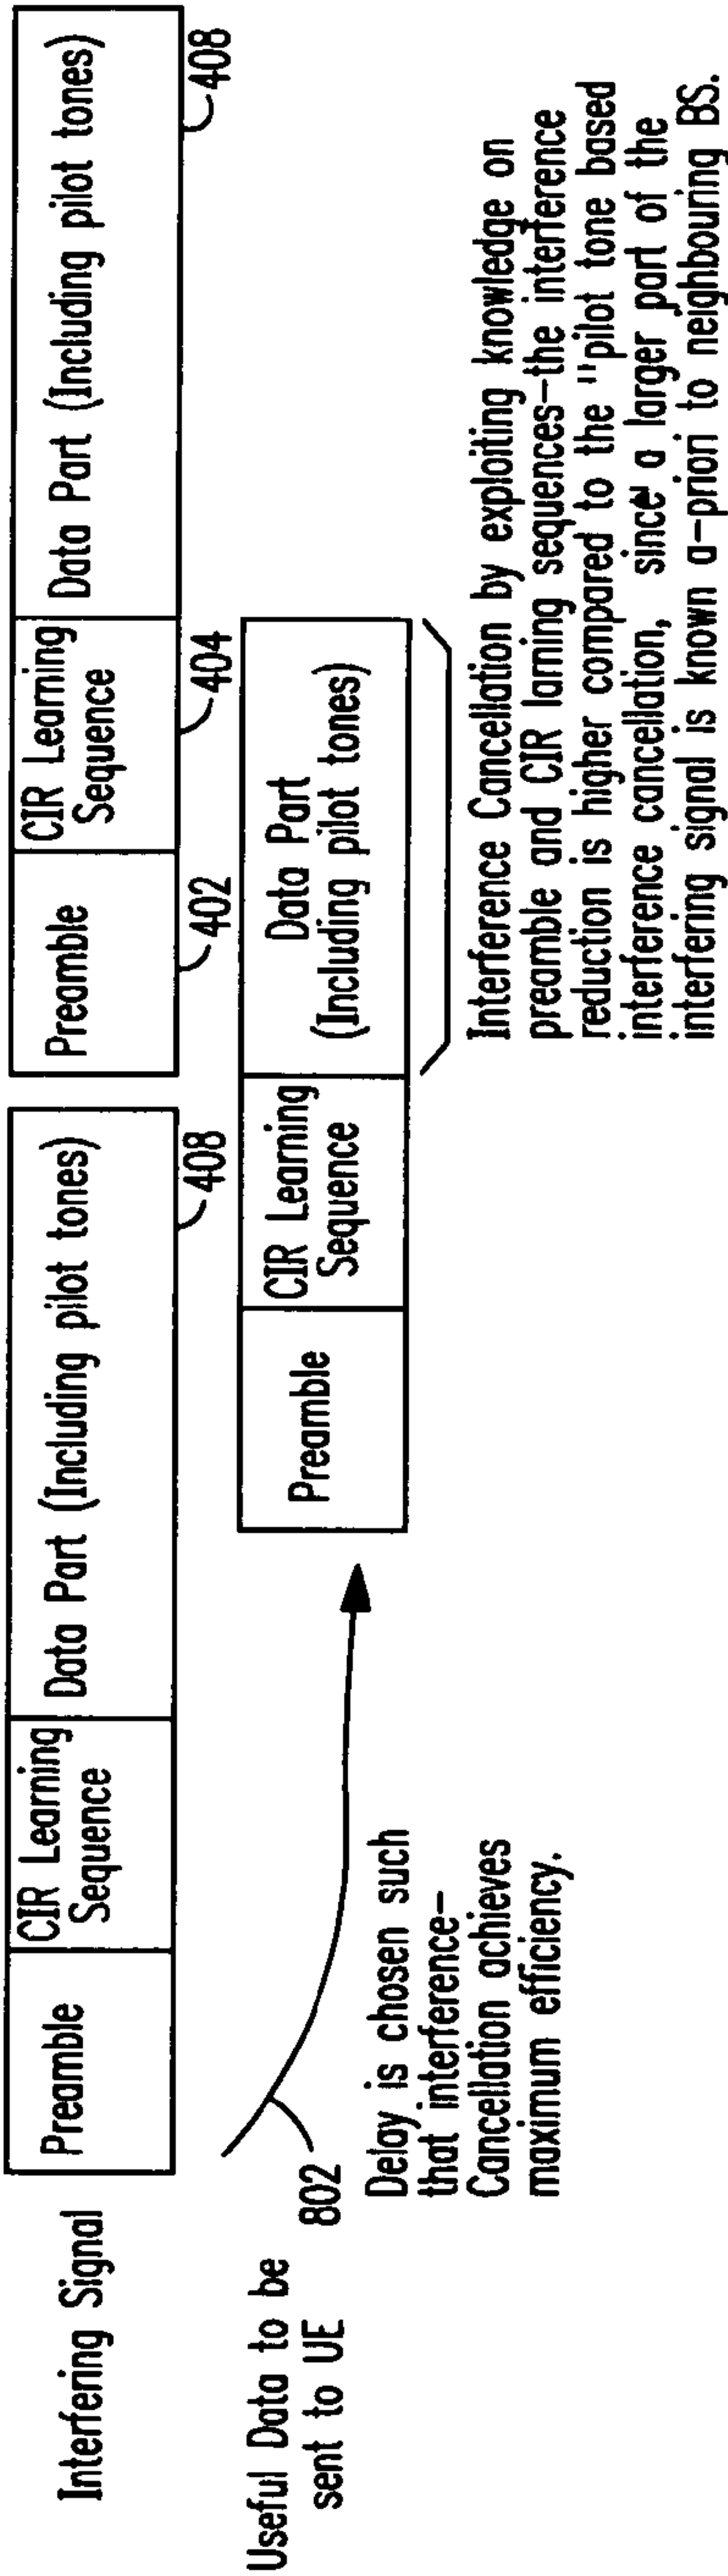 Interfering Signal
Preamble
CIR Learning
Sequence
Data Part (Including pilot tones)
408
Preamble
402
CIR Learning
Sequence
404
Data Part (Including pilot tones)
408
Useful Data to be
sent to UE
802
Delay is chosen such
that interference-
Cancellation achieves
maximum efficiency.
Preamble
CIR Learning
Sequence
Data Part
(Including pilot tones)
Interference Cancellation by exploiting knowledge on
preamble and CIR larning sequences-the interference
reduction is higher compared to the "pilot tone based
interference cancellation, since' a larger part of the
interfering signal is known a-prion to neighbouring BS.